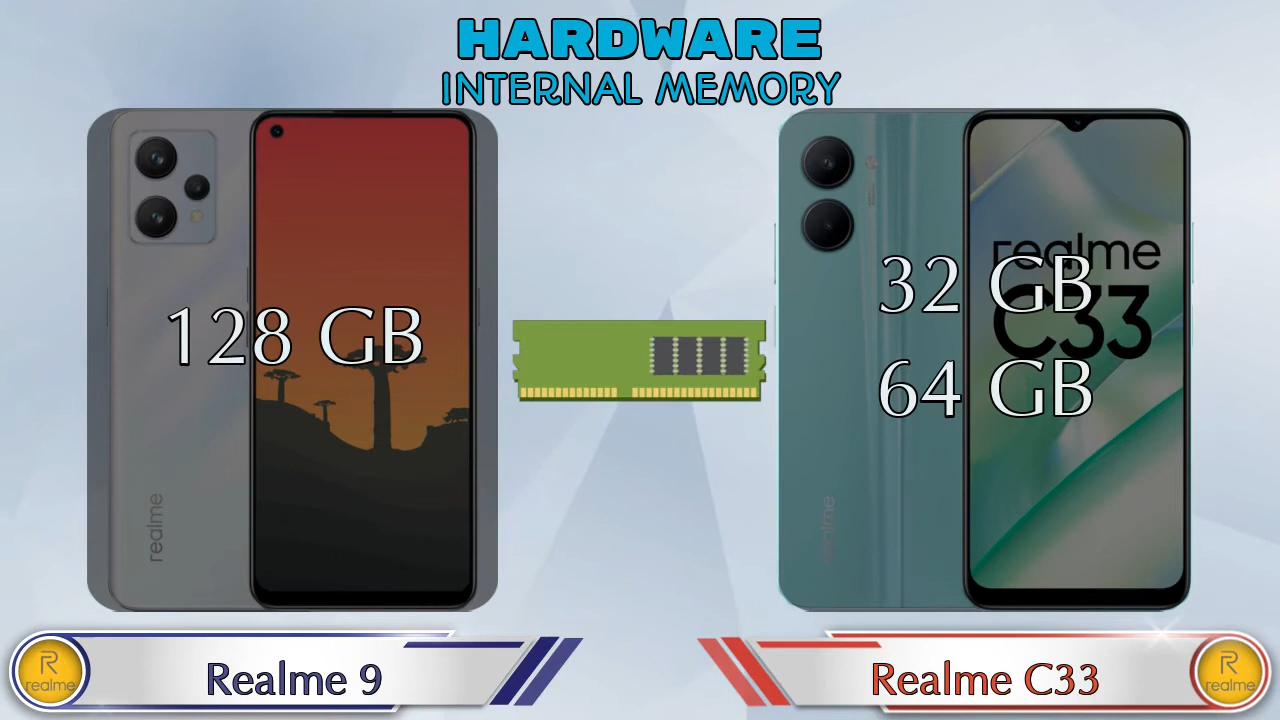 HARDWARE
INTERNAL MEMORY
128 GB
realme
realme
C33
32 GB
64 GB
realme
R
realme
Realme 9
Realme C33
R
realme